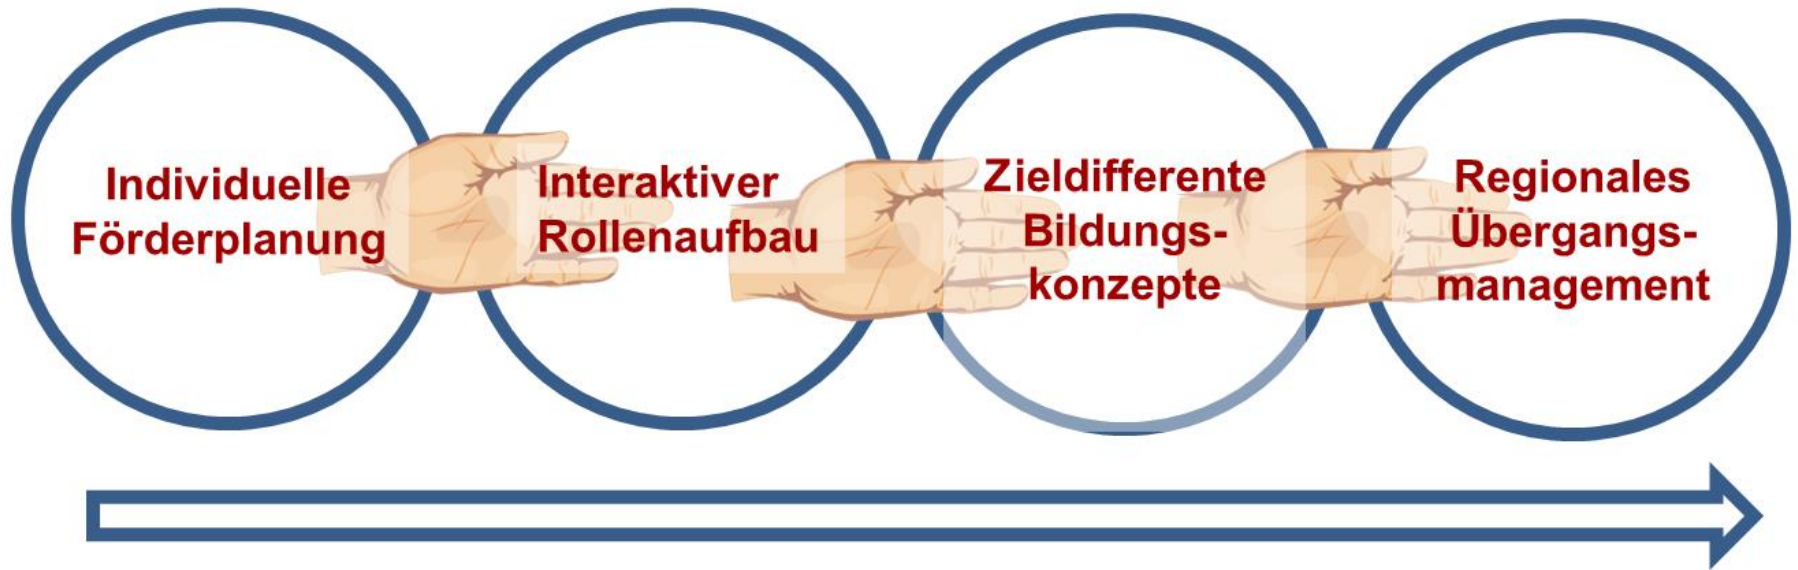 Individuelle
Förderplanung
Interaktiver
Rollenaufbau
Zieldifferente
Bildungs-
konzepte
Regionales
Übergangs-
management